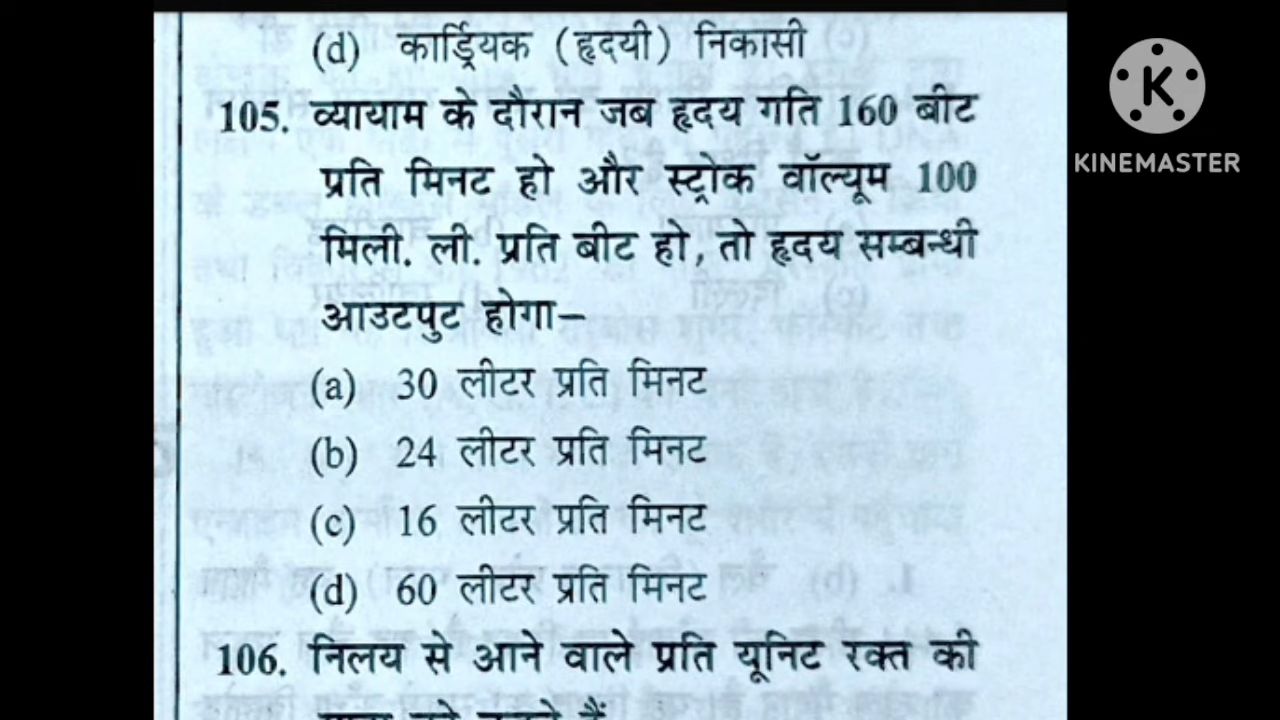 (d) कार्ड्रियक (हृदयी) निकासी
105. व्यायाम के दौरान जब हृदय गति 160 बीट
प्रति मिनट हो और स्ट्रोक वॉल्यूम 100
मिली. ली. प्रति बीट हो, तो हृदय सम्बन्धी
आउटपुट होगा–
(a) 30 लीटर प्रति मिनट
(b) 24 लीटर प्रति मिनट
(c) 16 लीटर प्रति मिनट
(d) 60 लीटर प्रति मिनट
106. निलय से आने वाले प्रति यूनिट रक्त की
K
KINEMASTER